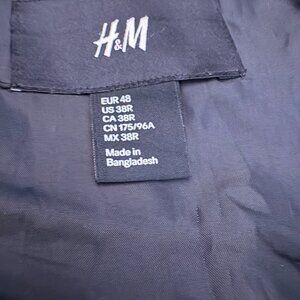 H&M
EUR 48
US 38R
CA 38R
CN 175/96A
MX 38R
Made in
Bangladesh